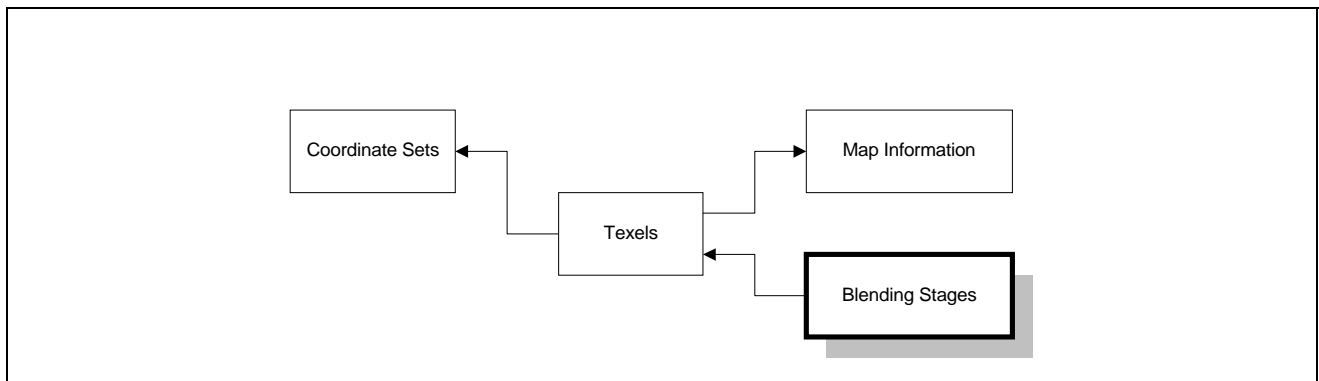 Coordinate Sets
Map Information
Texels
Blending Stages